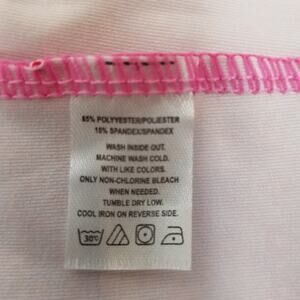 85% POLYYESTER/POLIESTER
15% SPANDEX/SPANDEX
WASH INSIDE OUT.
MACHINE WASH COLD.
WITH LIKE COLORS.
ONLY NON-CHLORINE BLEACH
WHEN NEEDED.
TUMBLE DRY LOW.
COOL IRON ON REVERSE SIDE.
30°C